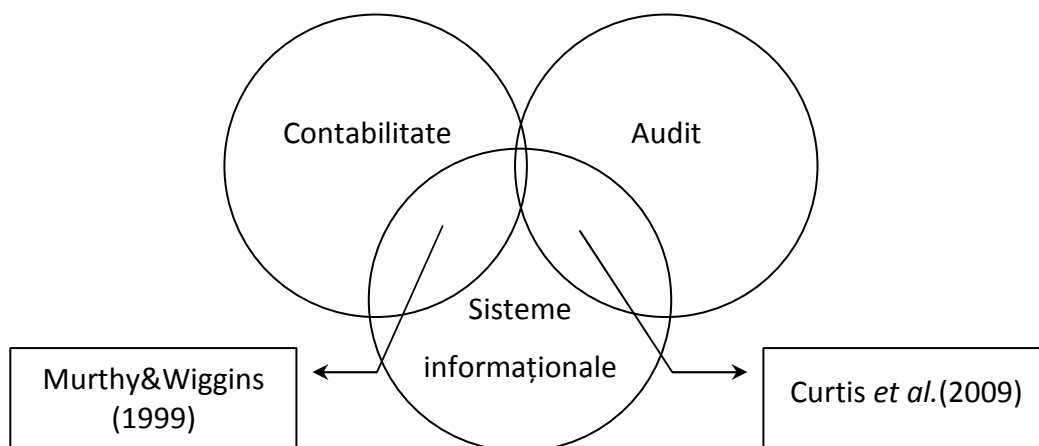 Contabilitate
Audit
Sisteme
informaționale
Murthy&Wiggins
(1999)
Curtis et al.(2009)